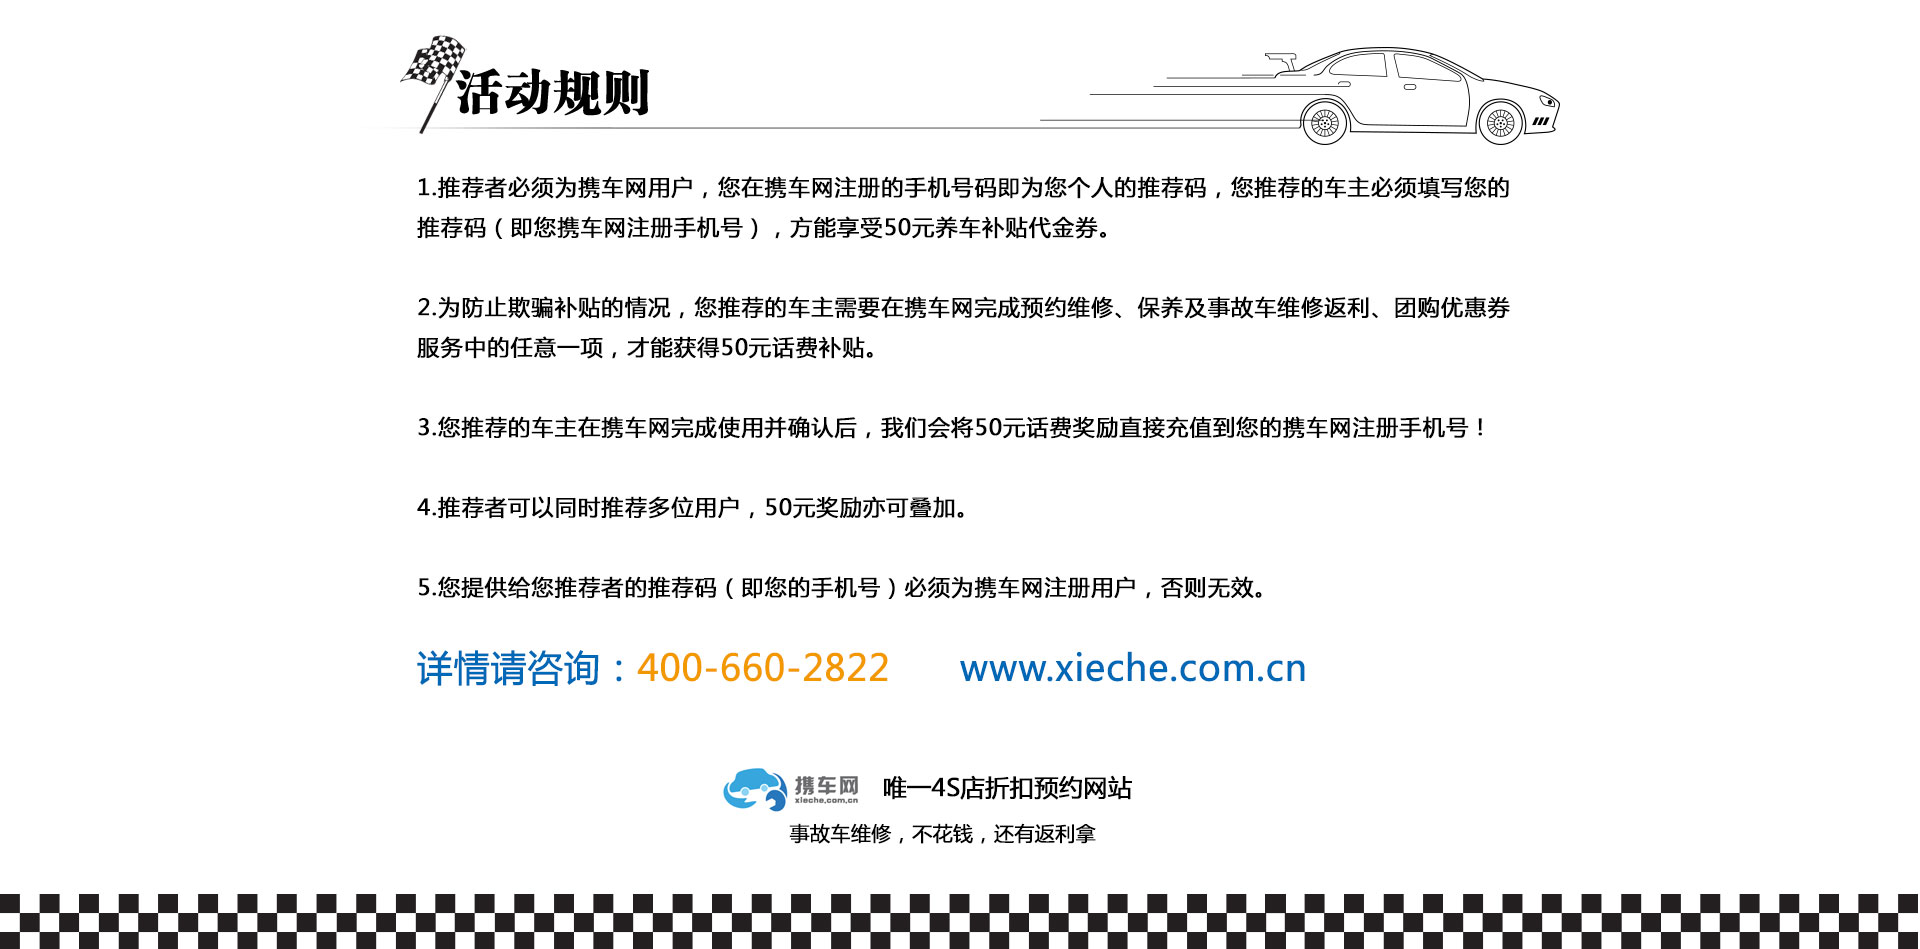 活动规则
1.推荐者必须为携车网用户，您在携车网注册的手机号码即为您个人的推荐码，您推荐的车主必须填写您的
推荐码（即您携车网注册手机号），方能享受50元养车补贴代金券。
2.为防止欺骗补贴的情况，您推荐的车主需要在携车网完成预约维修、保养及事故车维修返利、团购优惠券
服务中的任意一项，才能获得50元话费补贴。
3.您推荐的车主在携车网完成使用并确认后，我们会将50元话费奖励直接充值到您的携车网注册手机号！
4.推荐者可以同时推荐多位用户，50元奖励亦可叠加。
5.您提供给您推荐者的推荐码（即您的手机号）必须为携车网注册用户，否则无效。
详情请咨询：400-660-2822 www.xieche.com.cn
携车网 唯一4S店折扣预约网站
xieche.com.cn
事故车维修，不花钱，还有返利拿